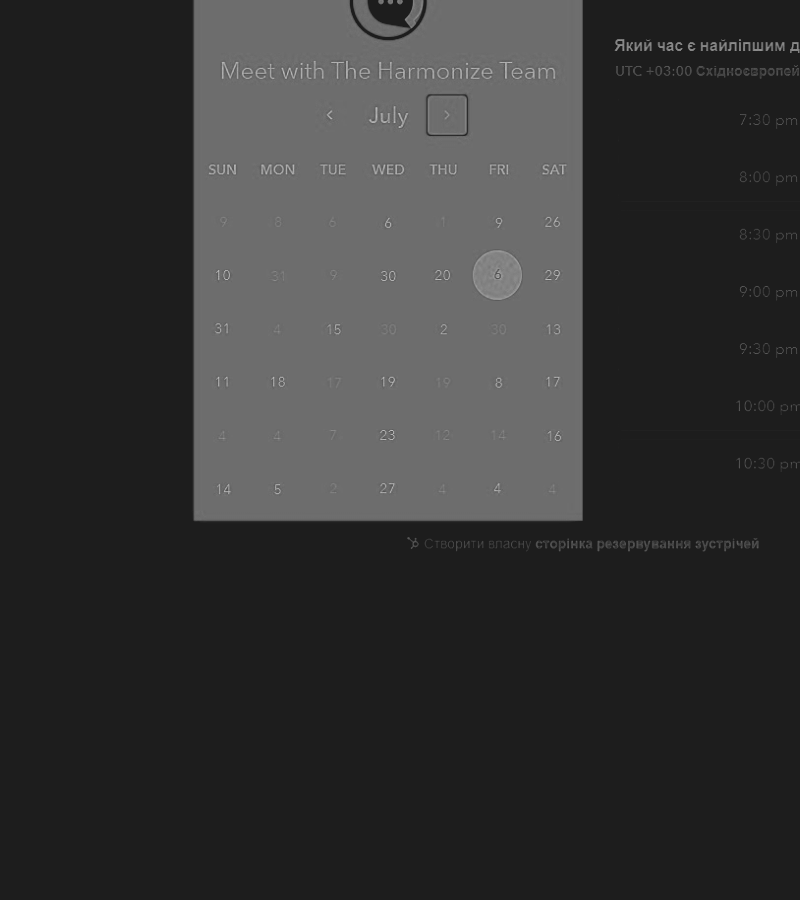 Meet with The Harmonize Team
July
SUN MON TUE WED THU FRI SAT
9 8 6 6 1 9 26
10 31 9 30 20 6 29
31 4 15 30 2 30 13
11 18 17 19 19 8 17
4 4 7 23 12 14 16
14 5 2 27 4 4 4
Який час є найліпшим д
UTC +03:00 Східноєвропей
7:30 pm
8:00 pm
8:30 pm
9:00 pm
9:30 pm
10:00 pm
10:30 pm
Створити власну сторінка резервування зустрічей